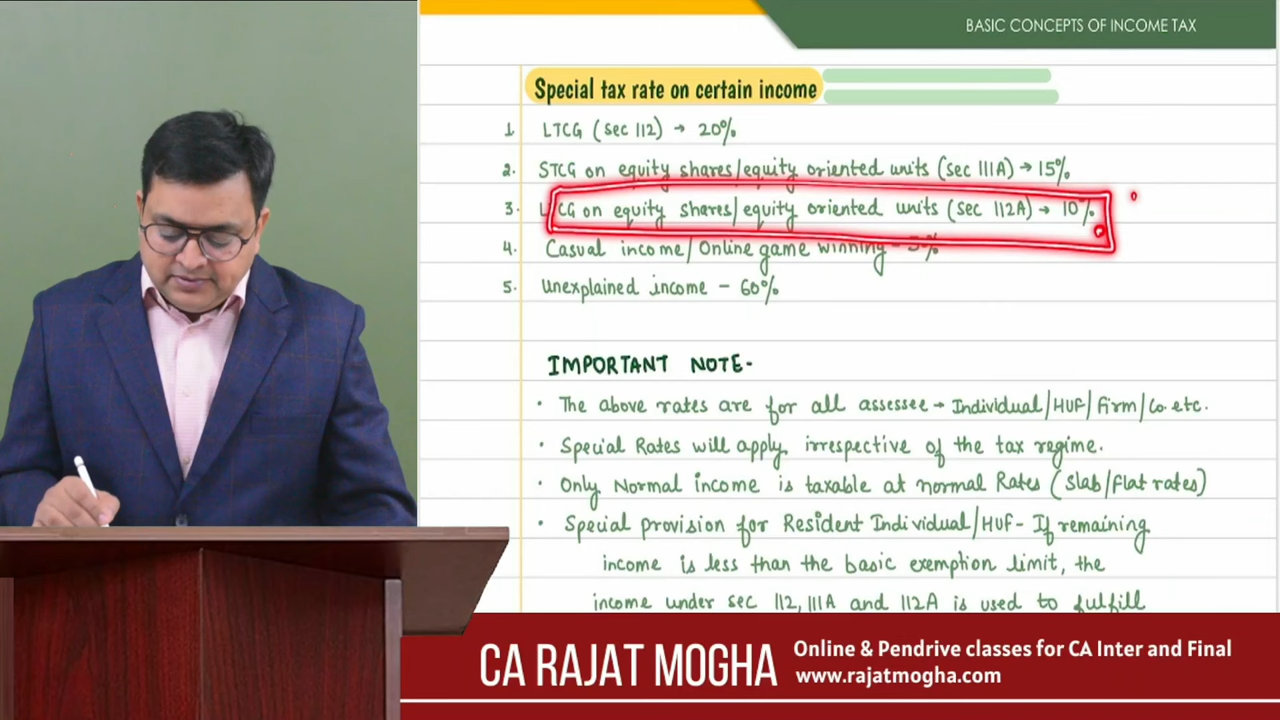 BASIC CONCEPTS OF INCOME TAX
Special tax rate on certain income
1. LTCG (sec 112) → 20%
2. STCG on equity shares/equity oriented units (sec 111A) → 15%
3. LTCG on equity shares/equity oriented units (sec 112A) → 10%.
4. Casual income/Online game winning - 30%
5. Unexplained income - 60%
IMPORTANT NOTE-
• The above rates are for all assessee → Individual/HUF/Firm/Co. etc.
• Special Rates will apply irrespective of the tax regime.
• Only Normal income is taxable at normal Rates (Slab/Flat rates)
• Special provision for Resident Individual/HUF- If remaining
income is less than the basic exemption limit, the
income under sec 112, 111A and 112A is used to fulfill
CA RAJAT MOGHA
Online & Pendrive classes for CA Inter and Final
www.rajatmogha.com